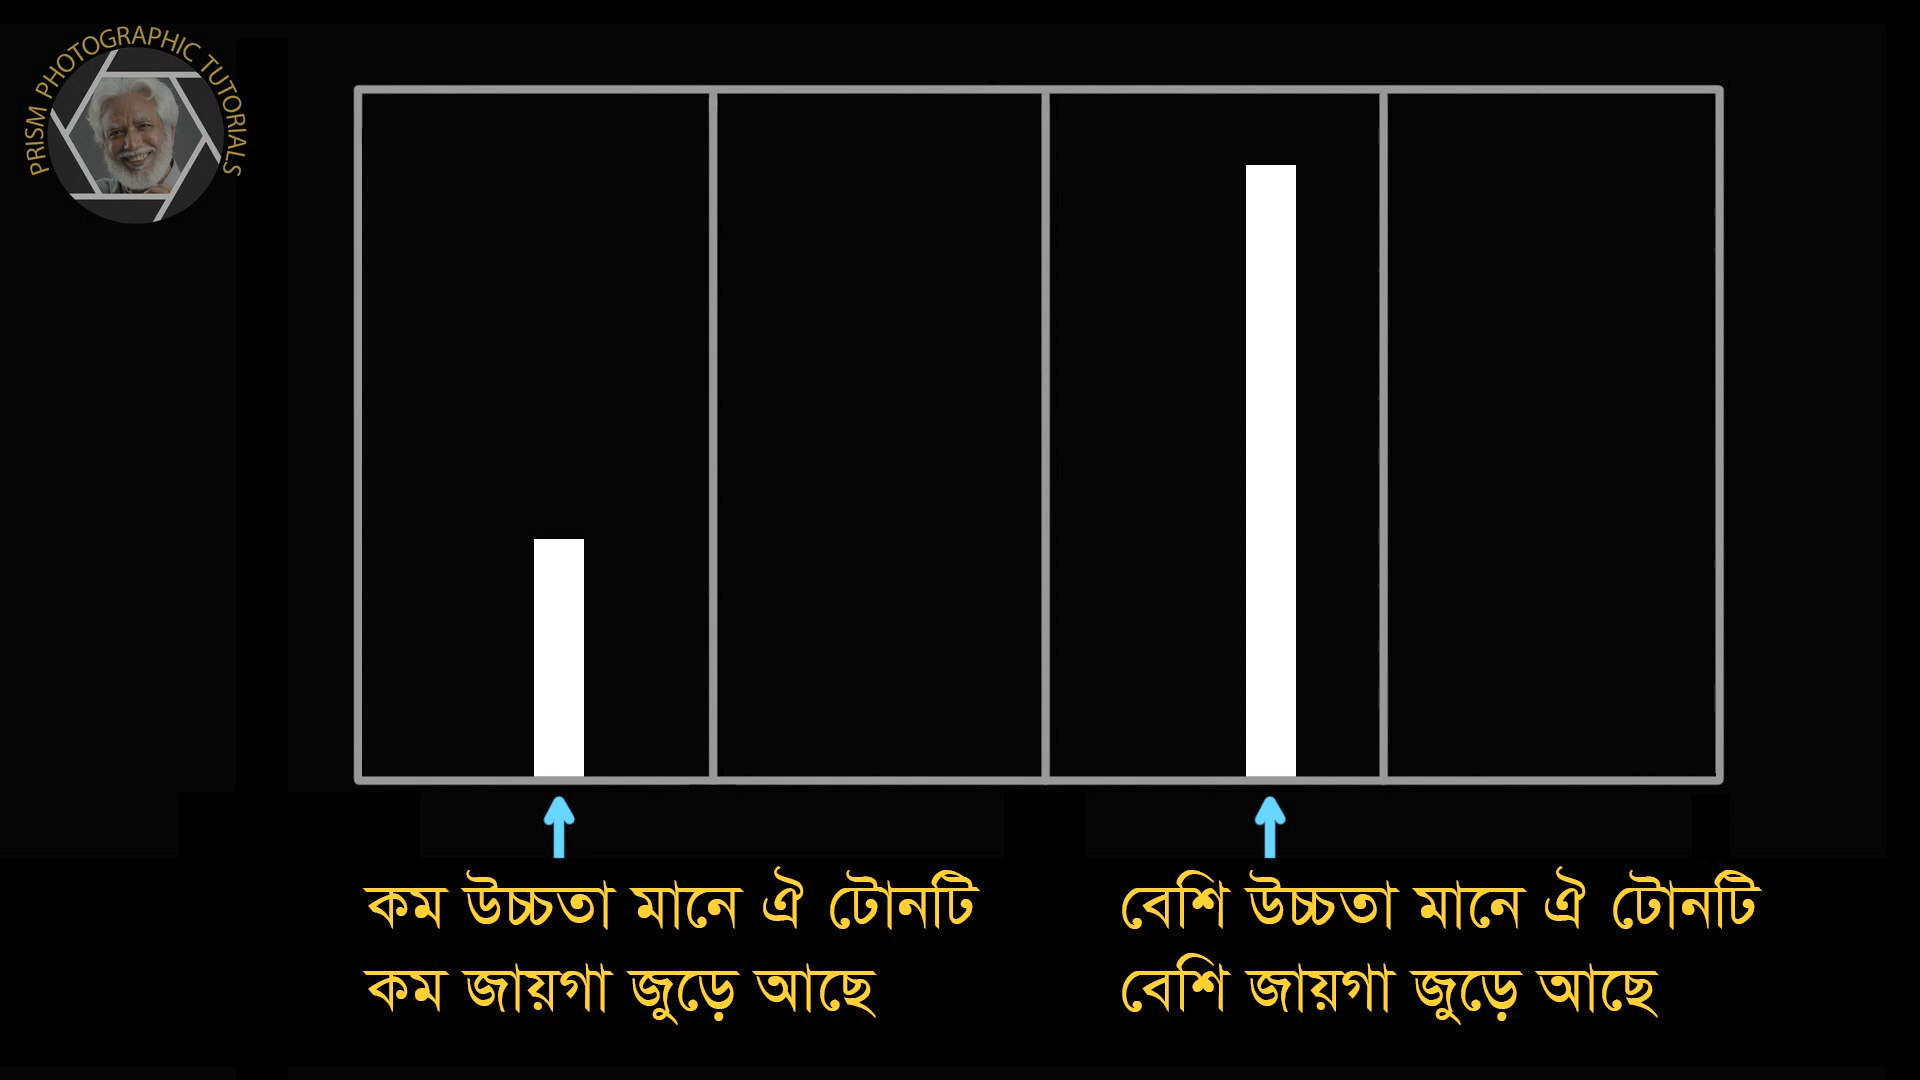 PRISM PHOTOGRAPHIC TUTORIALS
কম উচ্চতা মানে ঐ টোনটি
কম জায়গা জুড়ে আছে
বেশি উচ্চতা মানে ঐ টোনটি
বেশি জায়গা জুড়ে আছে